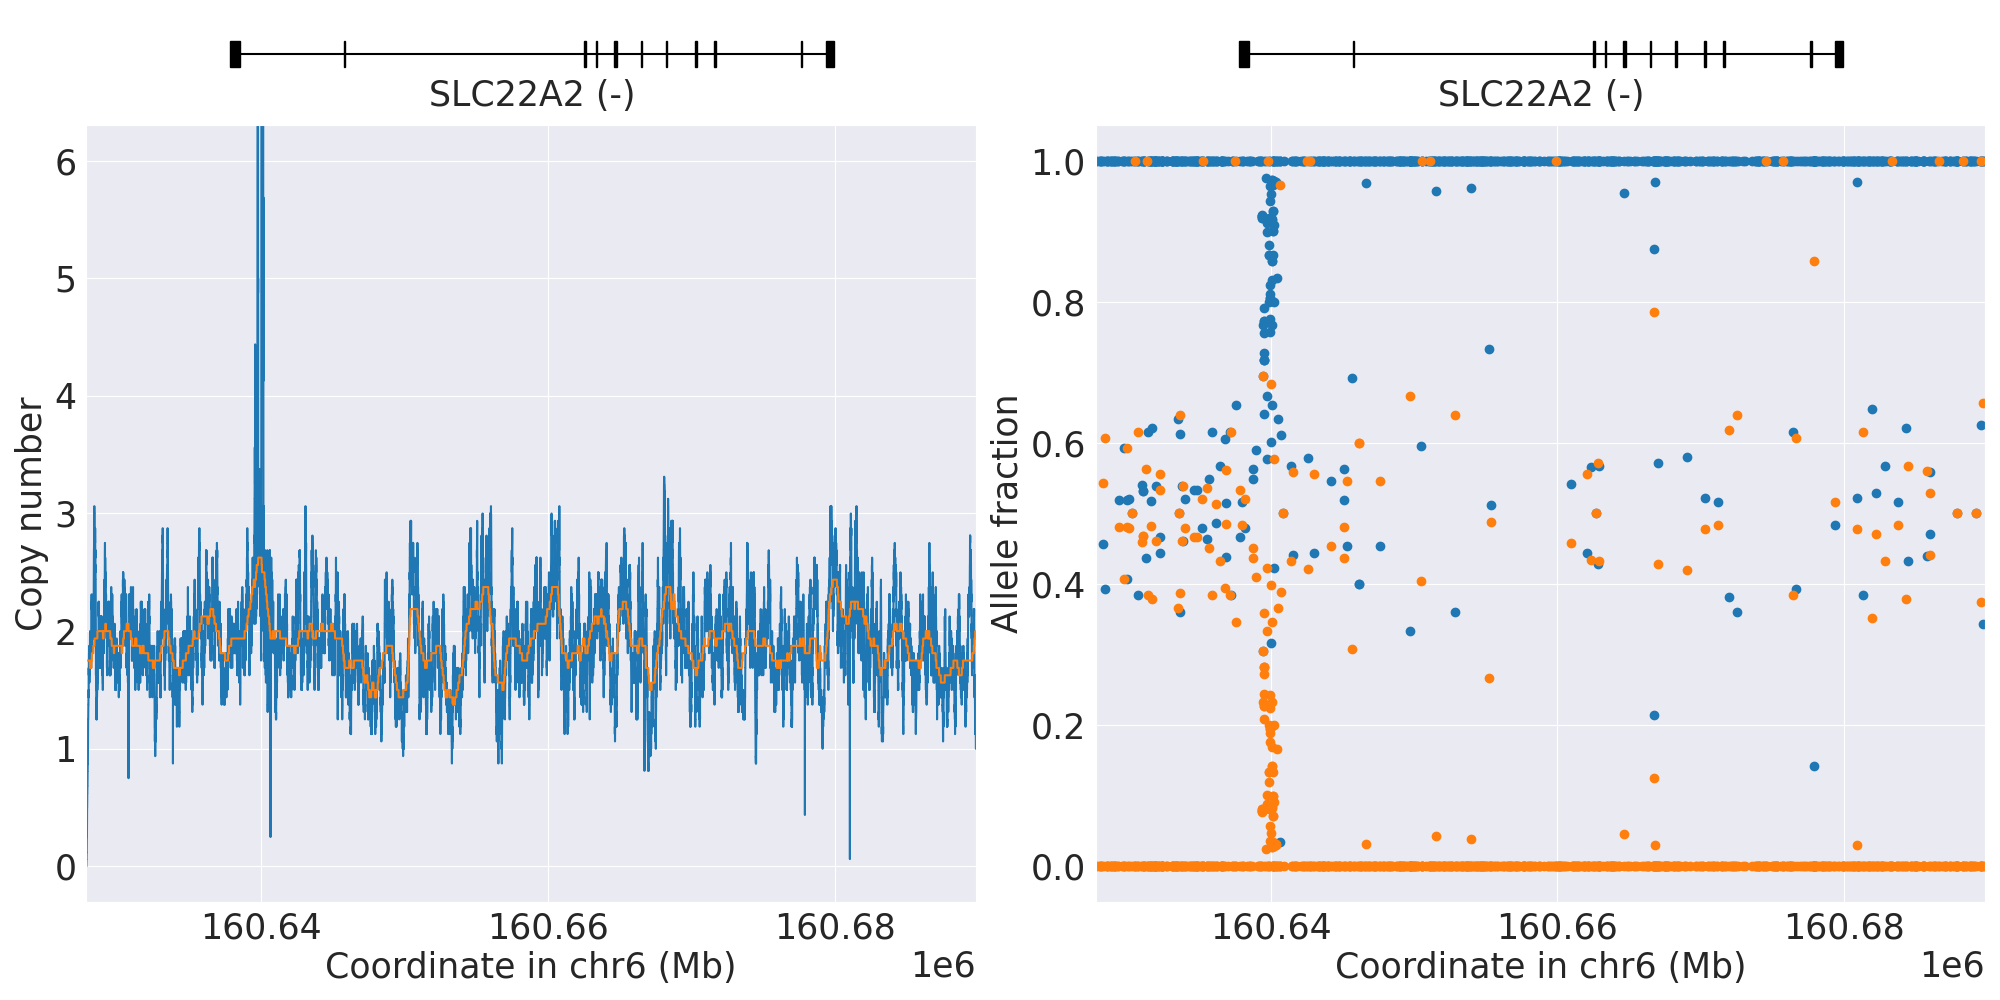 SLC22A2 (-)
6
5
4
3
2
1
0
Copy number
160.64
160.66
160.68
Coordinate in chr6 (Mb)
1e6
SLC22A2 (-)
1.0
0.8
0.6
0.4
0.2
0.0
Allele fraction
160.64
160.66
160.68
Coordinate in chr6 (Mb)
1e6